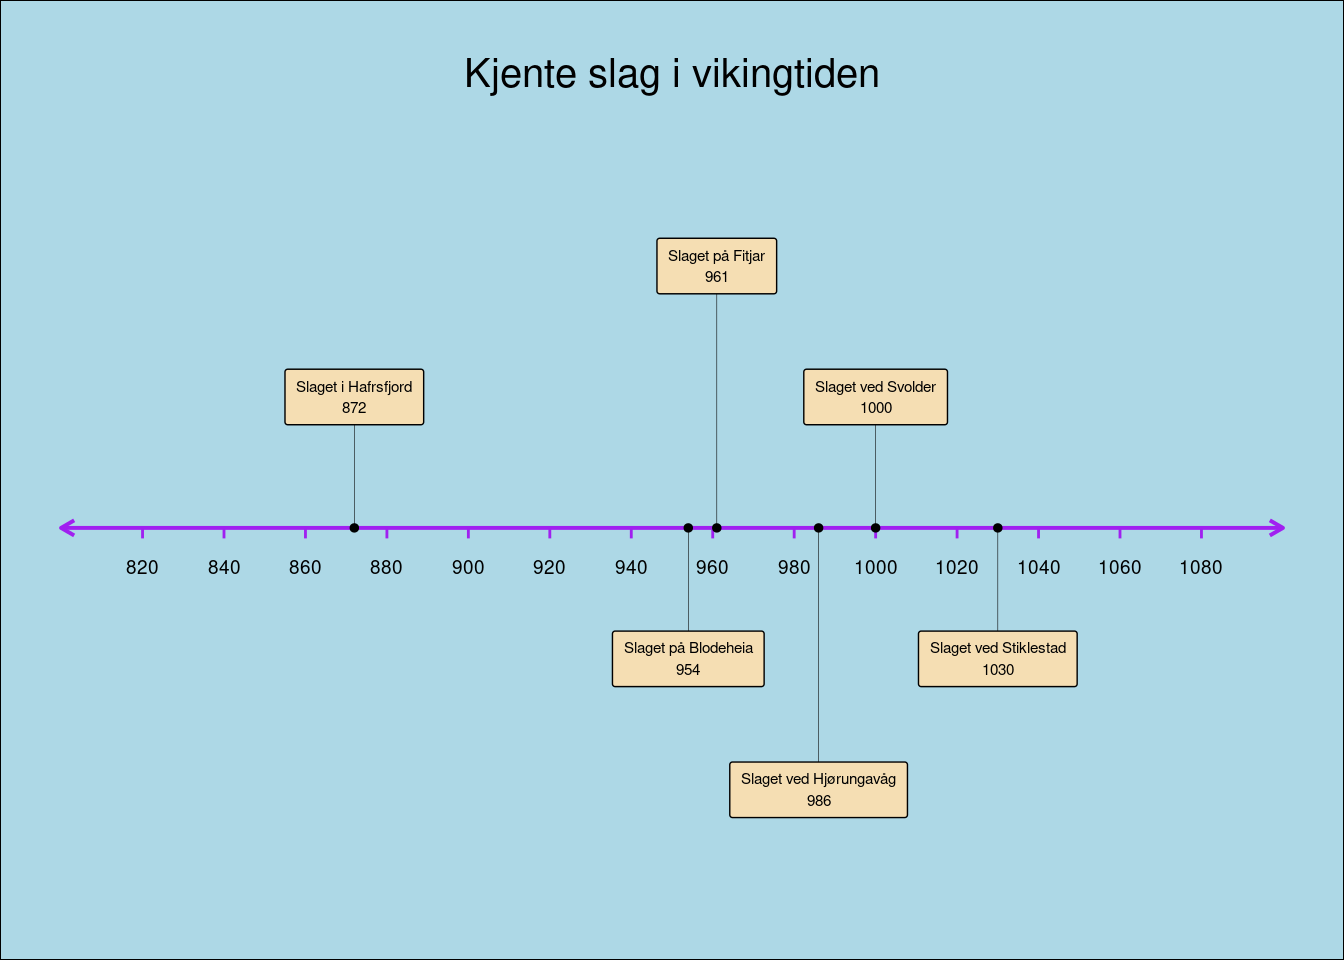 Kjente slag i vikingtiden
Slaget på Fitjar
961
Slaget i Hafrsfjord
872
Slaget ved Svolder
1000
820 840 860 880 900 920 940 960 980 1000 1020 1040 1060 1080
Slaget på Blodeheia
954
Slaget ved Stiklestad
1030
Slaget ved Hjørungavåg
986